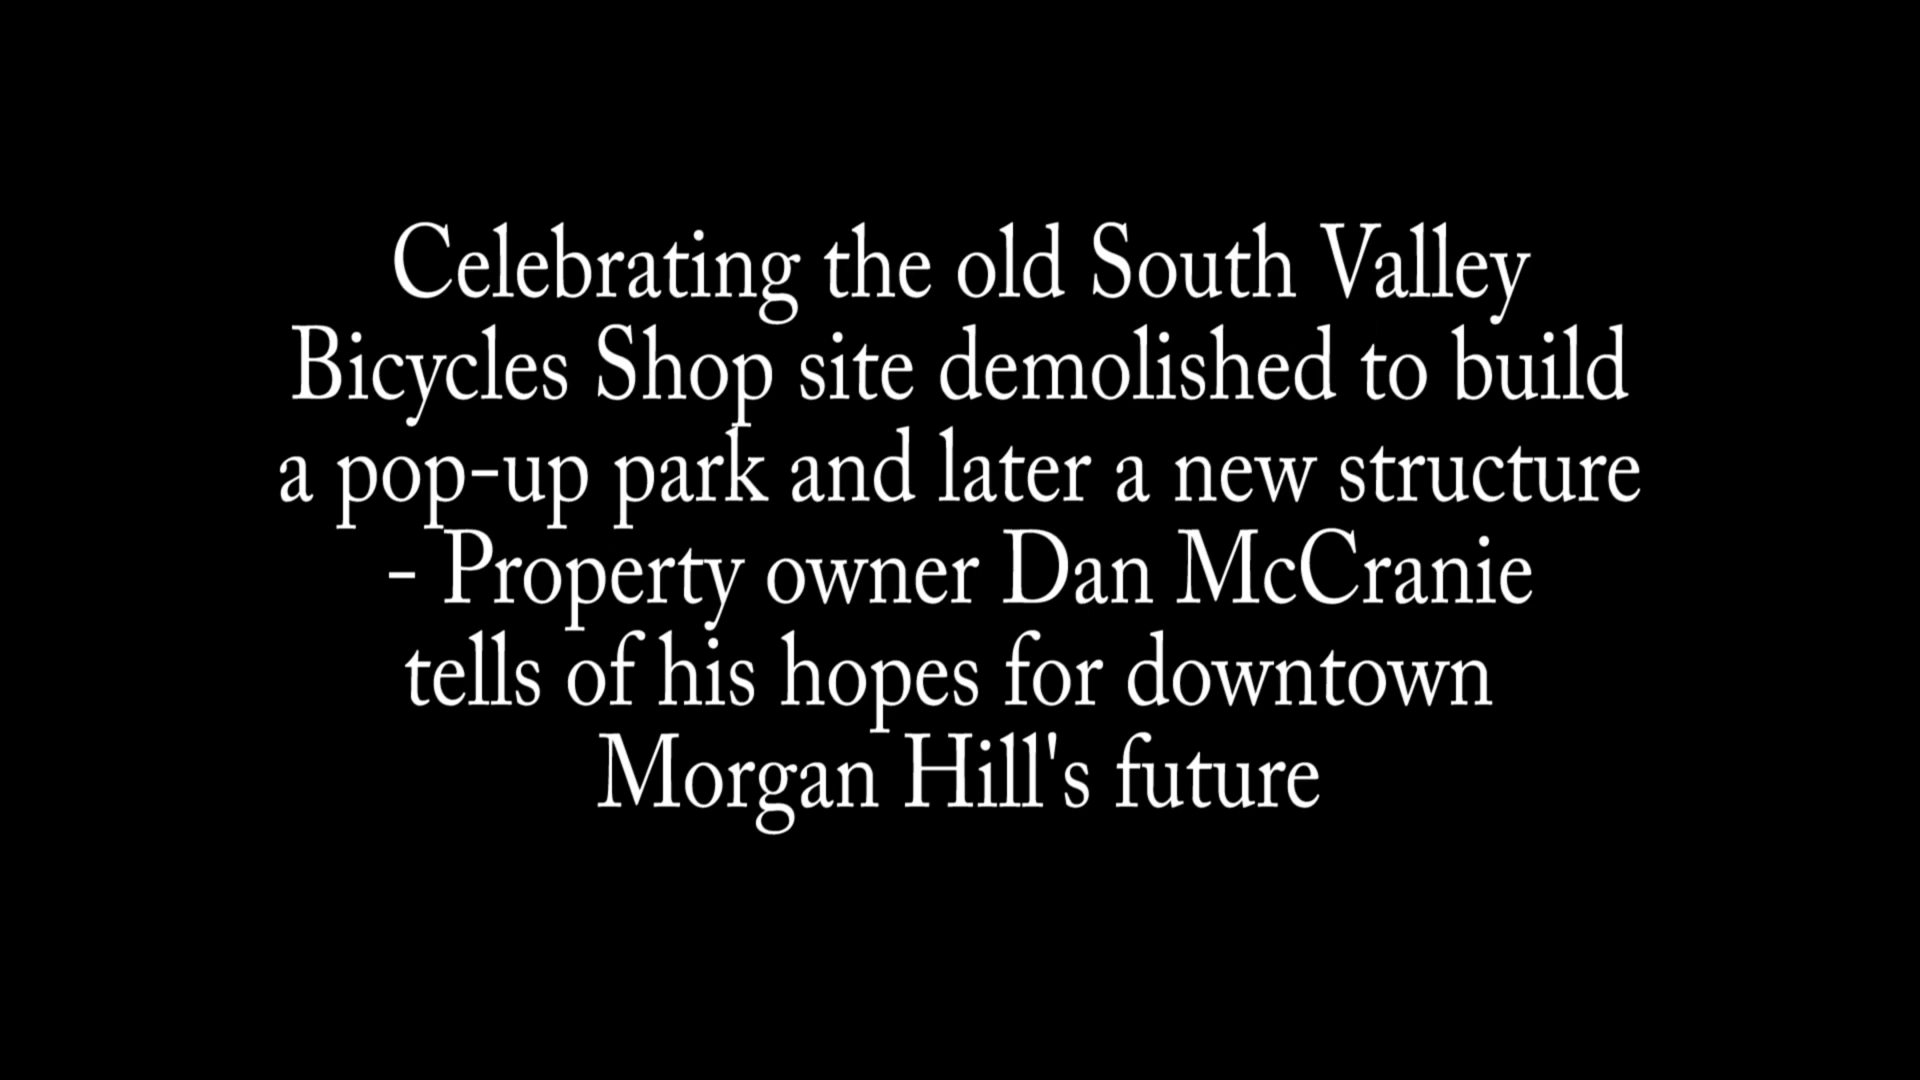 Celebrating the old South Valley
Bicycles Shop site demolished to build
a pop-up park and later a new structure
- Property owner Dan McCranie
tells of his hopes for downtown
Morgan Hill's future